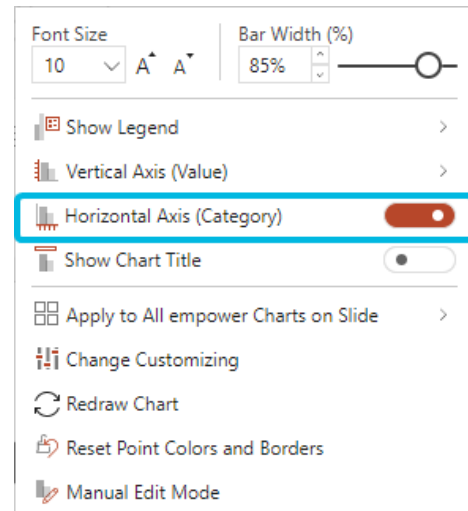 Font Size Bar Width (%)
10 A A 85%
Show Legend
Vertical Axis (Value)
Horizontal Axis (Category)
Show Chart Title
Apply to All empower Charts on Slide
Change Customizing
Redraw Chart
Reset Point Colors and Borders
Manual Edit Mode